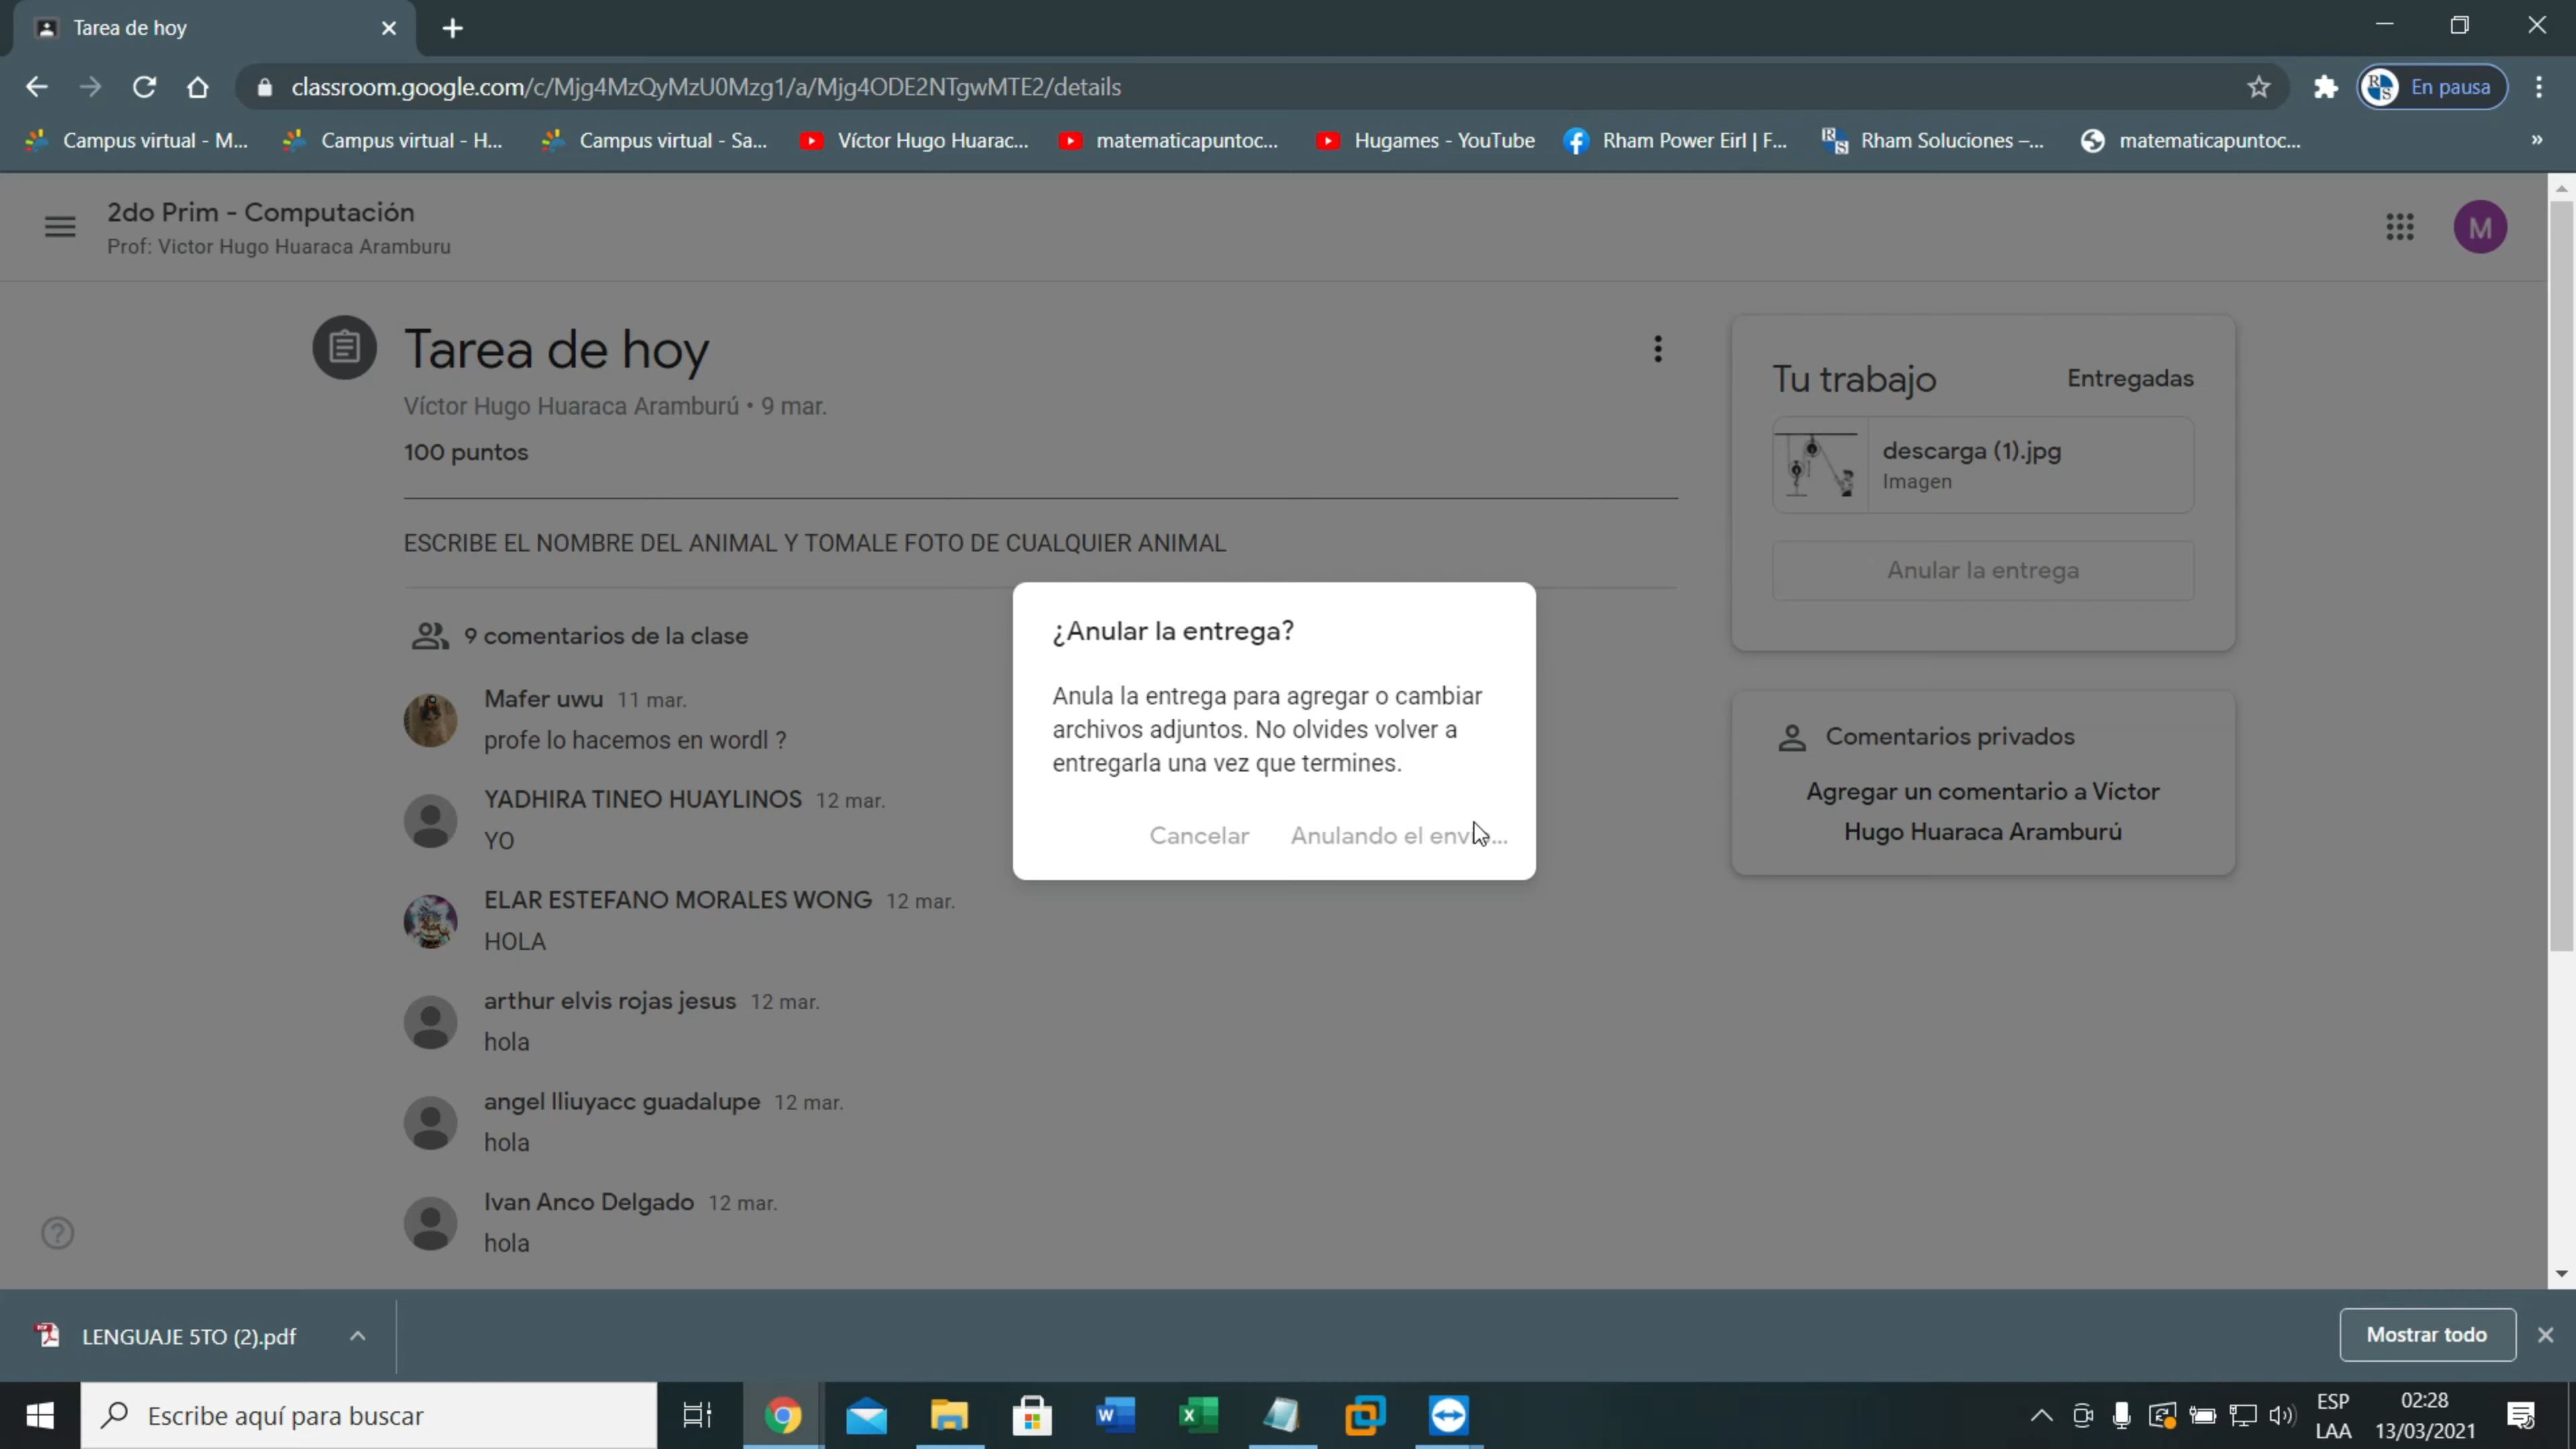 Tarea de hoy
classroom.google.com/c/Mjg4MzQyMzU0Mzg1/a/Mjg4ODE2NTgwMTE2/details
En pausa
Campus virtual - M...
Campus virtual - H...
Campus virtual - Sa...
Víctor Hugo Huarac...
matematicapuntoc...
Hugames - YouTube
Rham Power Eirl | F...
Rham Soluciones –...
matematicapuntoc...
»
2do Prim - Computación
Prof: Victor Hugo Huaraca Aramburu
M
Tarea de hoy
Víctor Hugo Huaraca Aramburú • 9 mar.
100 puntos
ESCRIBE EL NOMBRE DEL ANIMAL Y TOMALE FOTO DE CUALQUIER ANIMAL
9 comentarios de la clase
Mafer uwu 11 mar.
profe lo hacemos en wordl ?
YADHIRA TINEO HUAYLINOS 12 mar.
YO
ELAR ESTEFANO MORALES WONG 12 mar.
HOLA
arthur elvis rojas jesus 12 mar.
hola
angel lliuyacc guadalupe 12 mar.
hola
Ivan Anco Delgado 12 mar.
hola
¿Anular la entrega?
Anula la entrega para agregar o cambiar
archivos adjuntos. No olvides volver a
entregarla una vez que termines.
Cancelar
Anulando el
Tu trabajo
Entregadas
descarga (1).jpg
Imagen
Anular la entrega
Comentarios privados
Agregar un comentario a Víctor
Hugo Huaraca Aramburú
LENGUAJE 5TO (2).pdf
Mostrar todo
Escribe aquí para buscar
ESP
LAA
02:28
13/03/2021